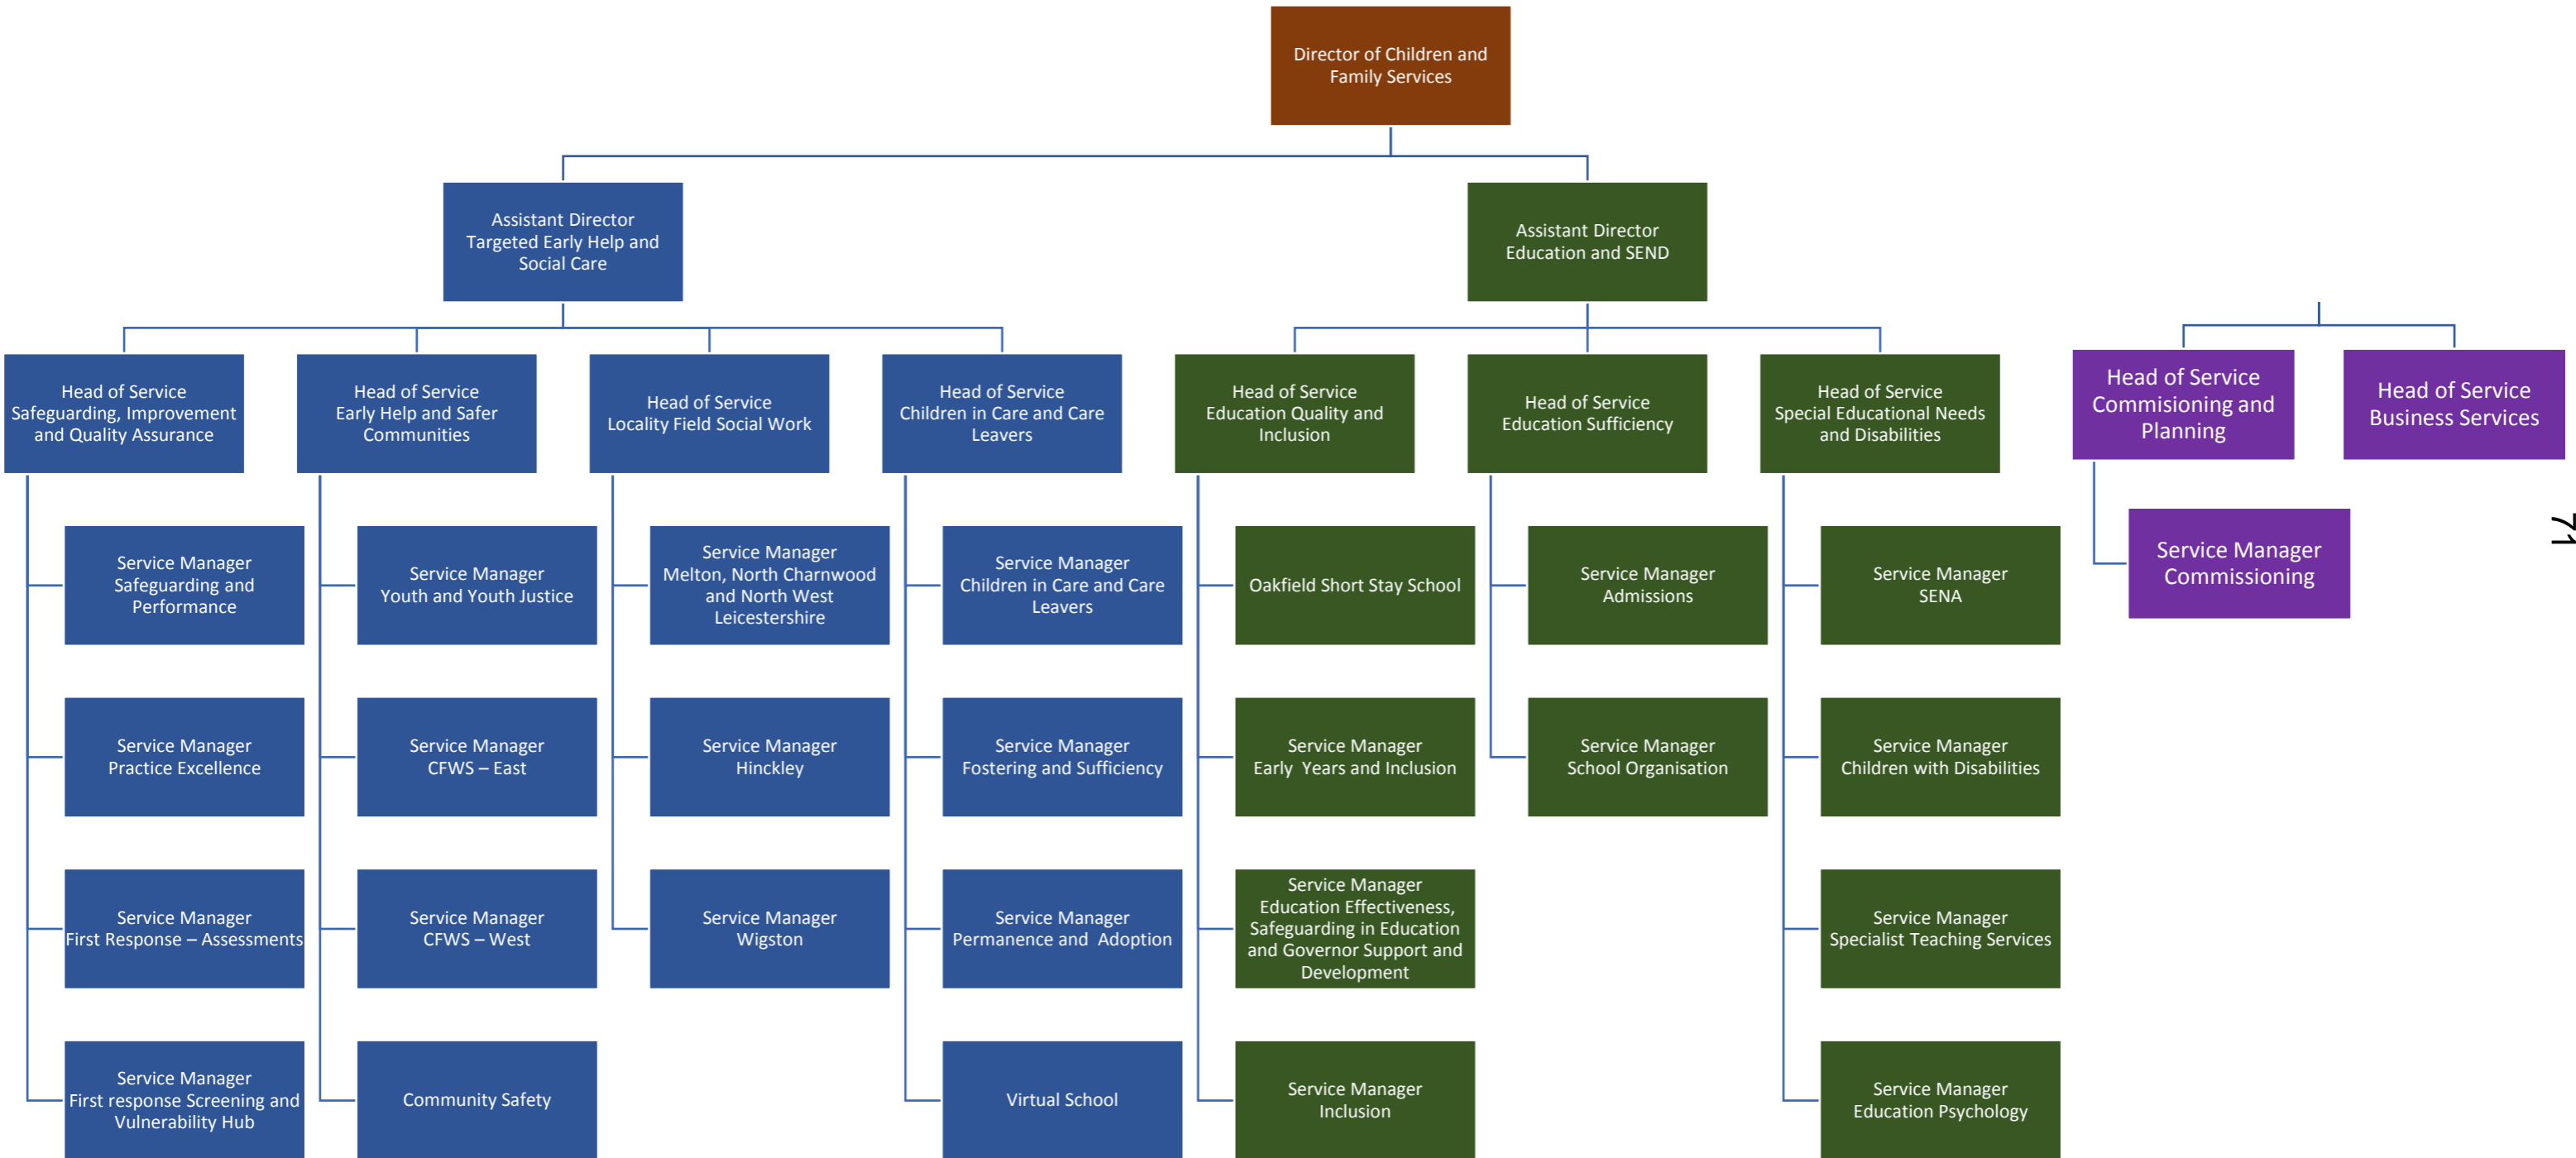 Director of Children and
Family Services
Assistant Director
Targeted Early Help and
Social Care
Assistant Director
Education and SEND
Head of Service
Safeguarding, Improvement
and Quality Assurance
Head of Service
Early Help and Safer
Communities
Head of Service
Locality Field Social Work
Head of Service
Children in Care and Care
Leavers
Head of Service
Education Quality and
Inclusion
Head of Service
Education Sufficiency
Head of Service
Special Educational Needs
and Disabilities
Head of Service
Commisioning and
Planning
Head of Service
Business Services
Service Manager
Safeguarding and
Performance
Service Manager
Youth and Youth Justice
Service Manager
Melton, North Charnwood
and North West
Leicestershire
Service Manager
Children in Care and Care
Leavers
Oakfield Short Stay School
Service Manager
Admissions
Service Manager
SENA
Service Manager
Commissioning
71
Service Manager
Practice Excellence
Service Manager
CFWS – East
Service Manager
Hinckley
Service Manager
Fostering and Sufficiency
Service Manager
Early Years and Inclusion
Service Manager
School Organisation
Service Manager
Children with Disabilities
Service Manager
First Response – Assessments
Service Manager
CFWS – West
Service Manager
Wigston
Service Manager
Permanence and Adoption
Service Manager
Education Effectiveness,
Safeguarding in Education
and Governor Support and
Development
Service Manager
Specialist Teaching Services
Service Manager
First response Screening and
Vulnerability Hub
Community Safety
Virtual School
Service Manager
Inclusion
Service Manager
Education Psychology